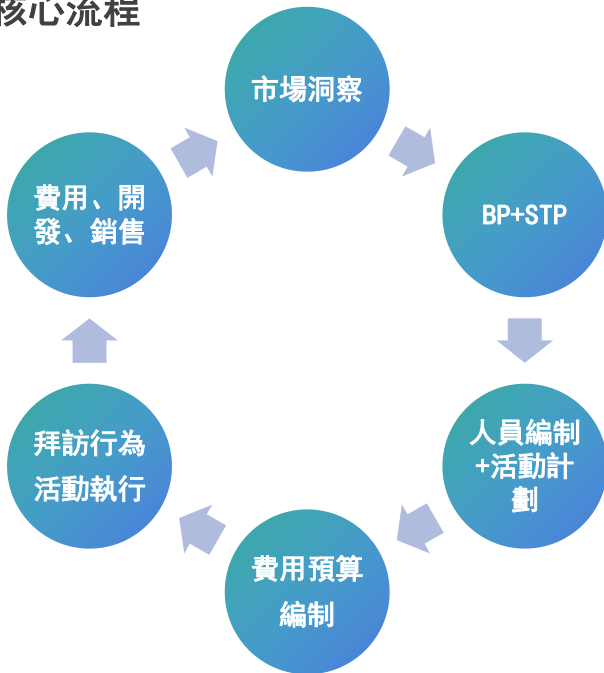 核心流程
市場洞察
BP+STP
人員編制
+活動計
劃
費用預算
編制
拜訪行為
活動執行
費用、開
發、銷售